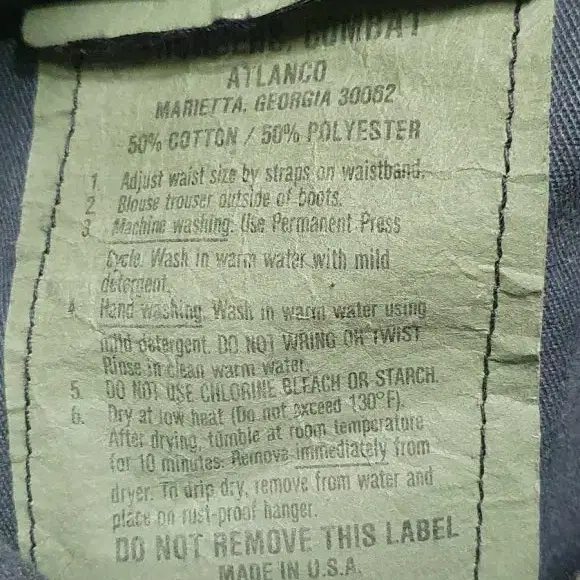 TROUSERS, COMBAT
ATLANCO
MARIETTA, GEORGIA 30062
50% COTTON / 50% POLYESTER
1. Adjust waist size by straps on waistband.
2. Blouse trouser outside of boots.
3. Machine washing. Use Permanent Press
Cycle. Wash in warm water with mild
detergent.
4. Hand washing. Wash in warm water using
mild detergent. DO NOT WRING OR TWIST
Rinse in clean warm water.
5. DO NOT USE CHLORINE BLEACH OR STARCH.
6. Dry at low heat (Do not exceed 130°F).
After drying, tumble at room temperature
for 10 minutes. Remove immediately from
dryer. To drip dry, remove from water and
place on rust-proof hanger.
DO NOT REMOVE THIS LABEL
MADE IN U.S.A.